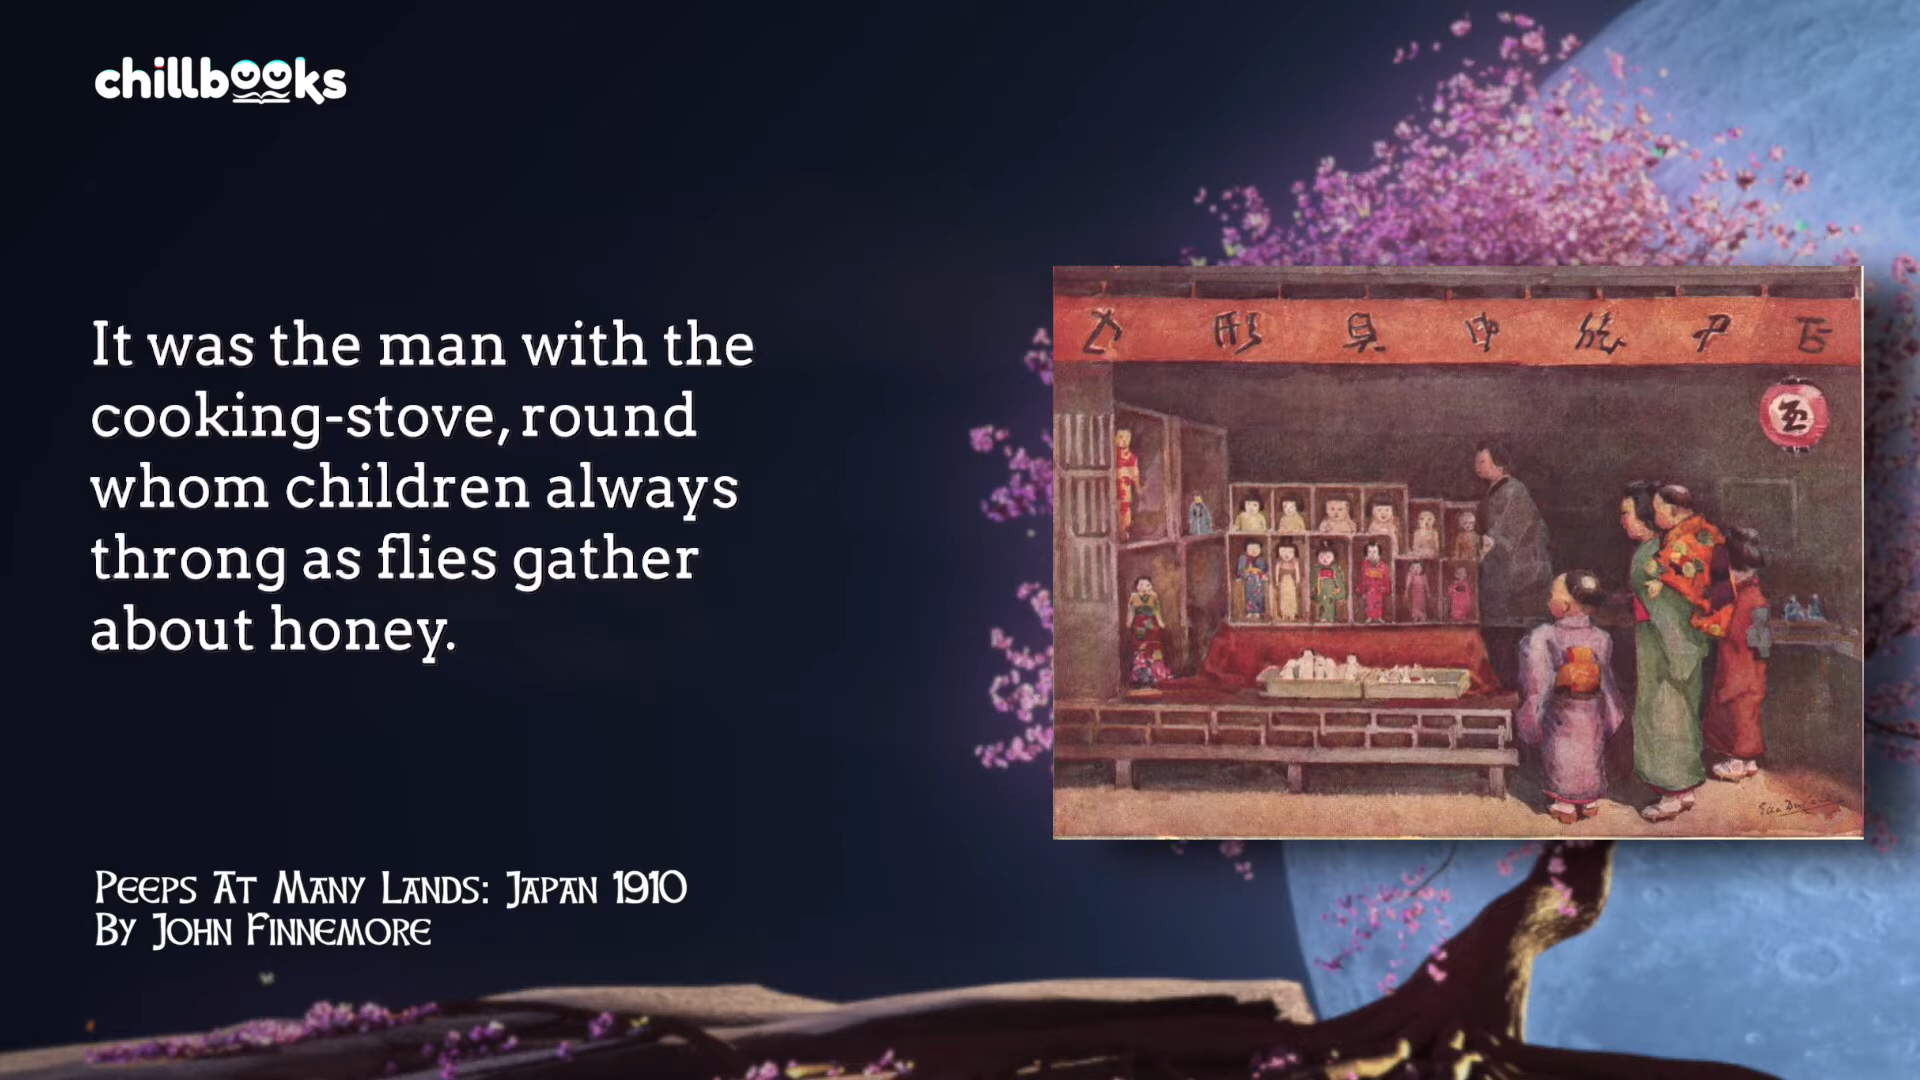 chillbooks
It was the man with the
cooking-stove, round
whom children always
throng as flies gather
about honey.
Peeps At Many Lands: Japan 1910
By John Finnemore